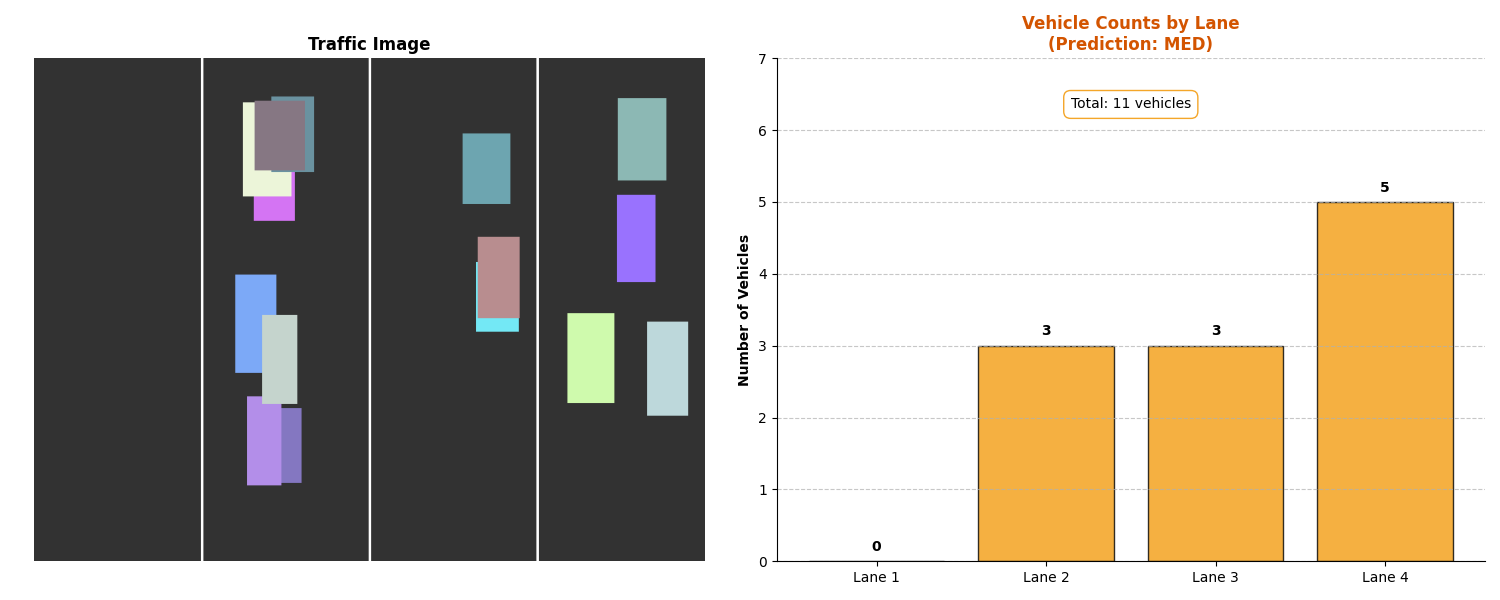 Traffic Image
Vehicle Counts by Lane
(Prediction: MED)
Total: 11 vehicles
Number of Vehicles
7
6
5
4
3
2
1
0
0
3
3
5
Lane 1
Lane 2
Lane 3
Lane 4